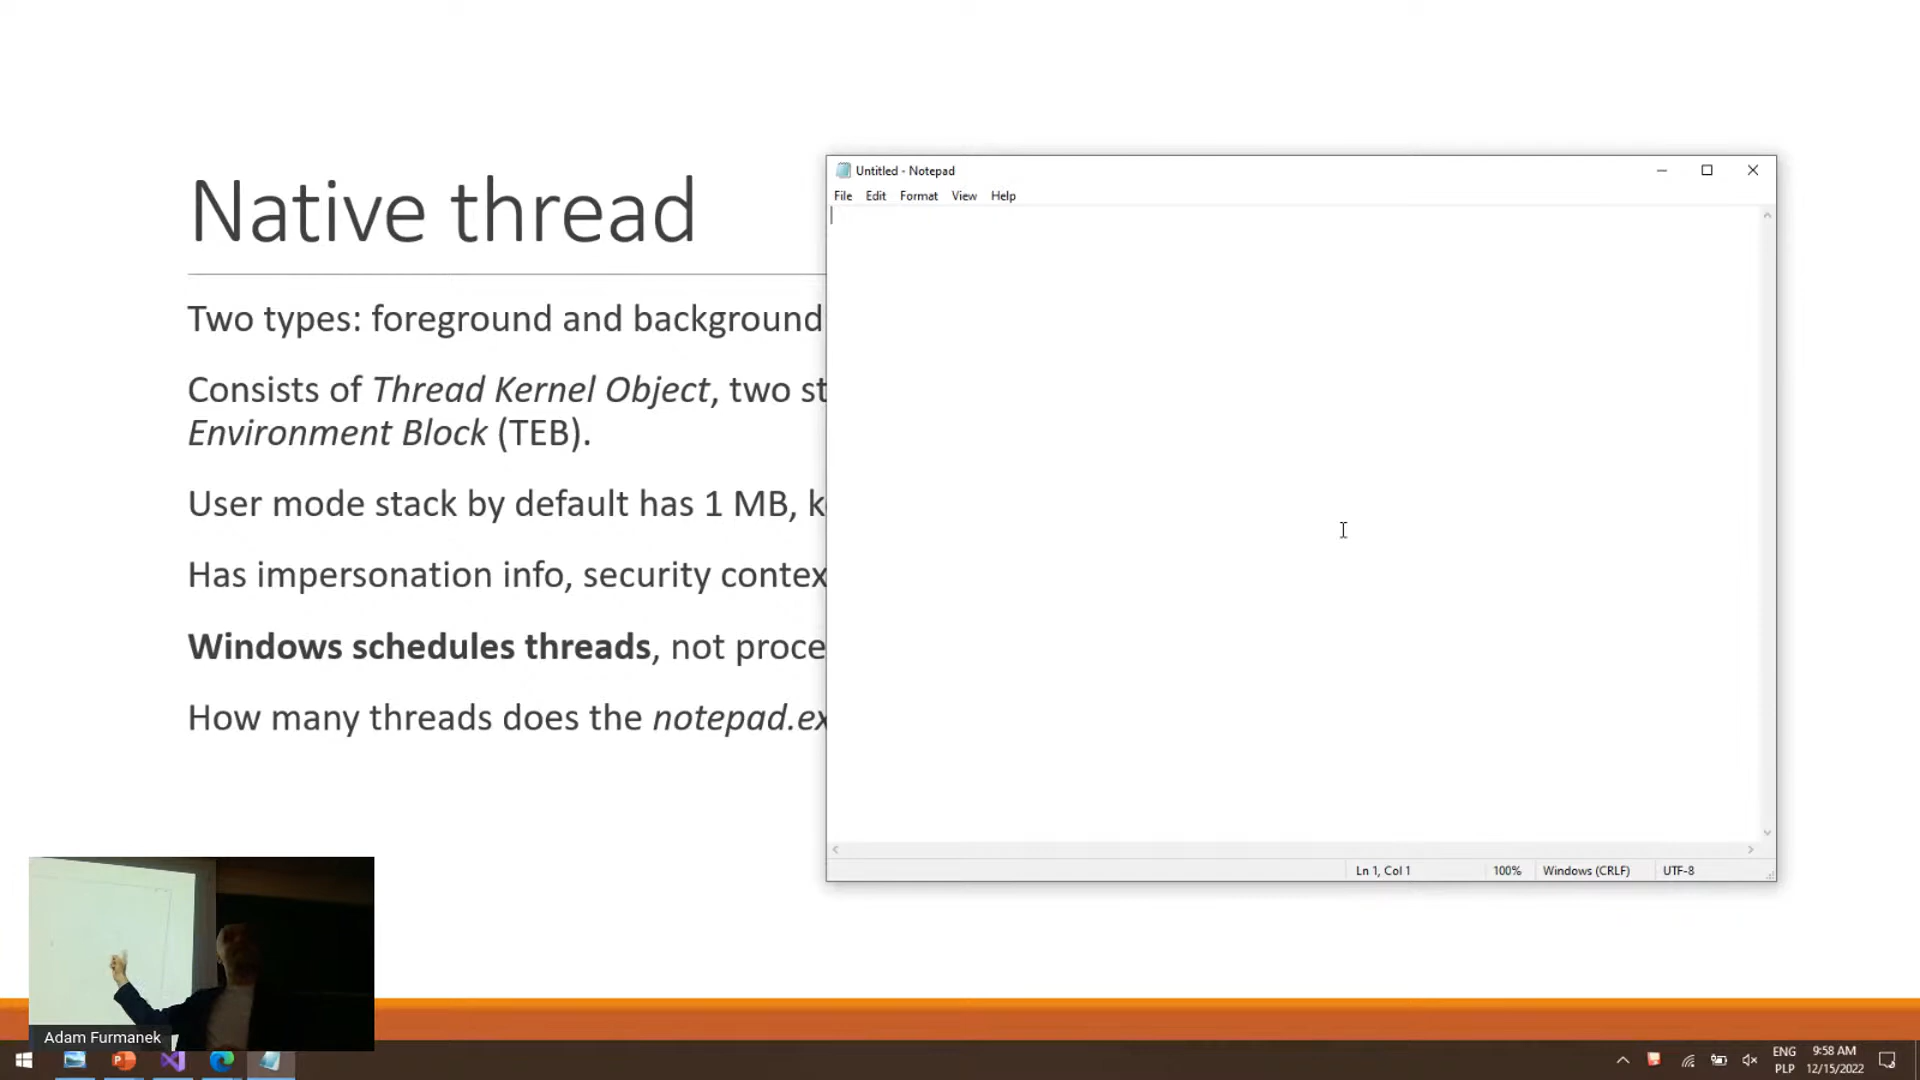 Native thread
Two types: foreground and background
Consists of Thread Kernel Object, two st
Environment Block (TEB).
User mode stack by default has 1 MB, k
Has impersonation info, security contex
Windows schedules threads, not proce
How many threads does the notepad.ex
Untitled - Notepad
File Edit Format View Help
Ln 1, Col 1 100% Windows (CRLF) UTF-8
Adam Furmanek
ENG 9:58 AM
PLP 12/15/2022